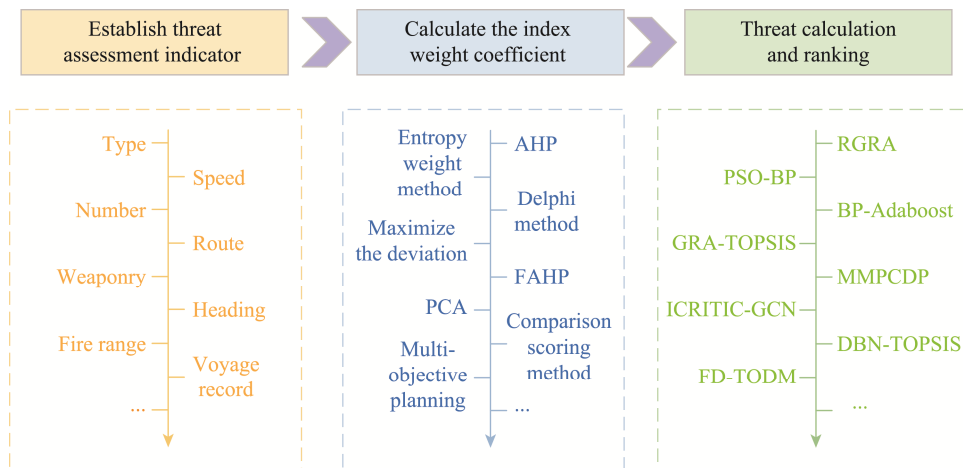 Establish threat
assessment indicator
Calculate the index
weight coefficient
Threat calculation
and ranking
Type
Speed
Number
Route
Weaponry
Heading
Fire range
Voyage
record
...
Entropy
weight
method
AHP
Delphi
method
Maximize
the deviation
FAHP
PCA
Comparison
scoring
method
Multi-
objective
planning
...
RGRA
PSO-BP
BP-Adaboost
GRA-TOPSIS
MMPCDP
ICRITIC-GCN
DBN-TOPSIS
FD-TODM
...